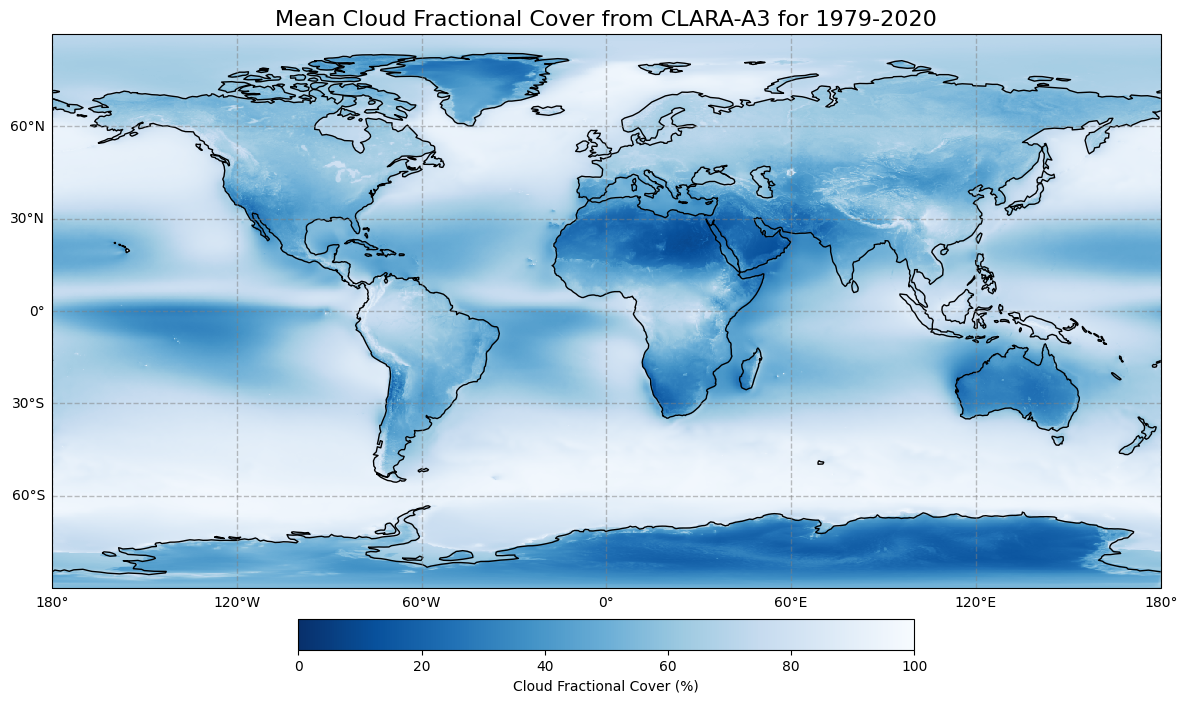 Mean Cloud Fractional Cover from CLARA-A3 for 1979-2020
60°N
30°N
0°
30°S
60°S
180° 120°W 60°W 0° 60°E 120°E 180°
0 20 40 60 80 100
Cloud Fractional Cover (%)